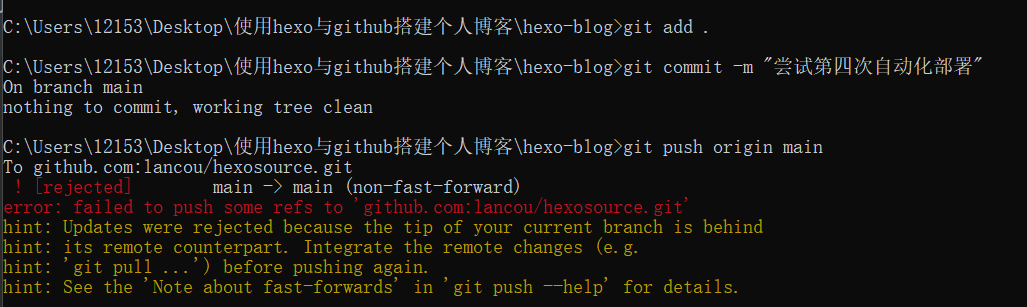 C:\Users\12153\Desktop\使用hexo与github搭建个人博客\hexo-blog>git add .
C:\Users\12153\Desktop\使用hexo与github搭建个人博客\hexo-blog>git commit -m "尝试第四次自动化部署"
On branch main
nothing to commit, working tree clean
C:\Users\12153\Desktop\使用hexo与github搭建个人博客\hexo-blog>git push origin main
To github.com:lancou/hexosource.git
 ! [rejected]        main -> main (non-fast-forward)
error: failed to push some refs to 'github.com:lancou/hexosource.git'
hint: Updates were rejected because the tip of your current branch is behind
hint: its remote counterpart. Integrate the remote changes (e.g.
hint: 'git pull ...') before pushing again.
hint: See the 'Note about fast-forwards' in 'git push --help' for details.